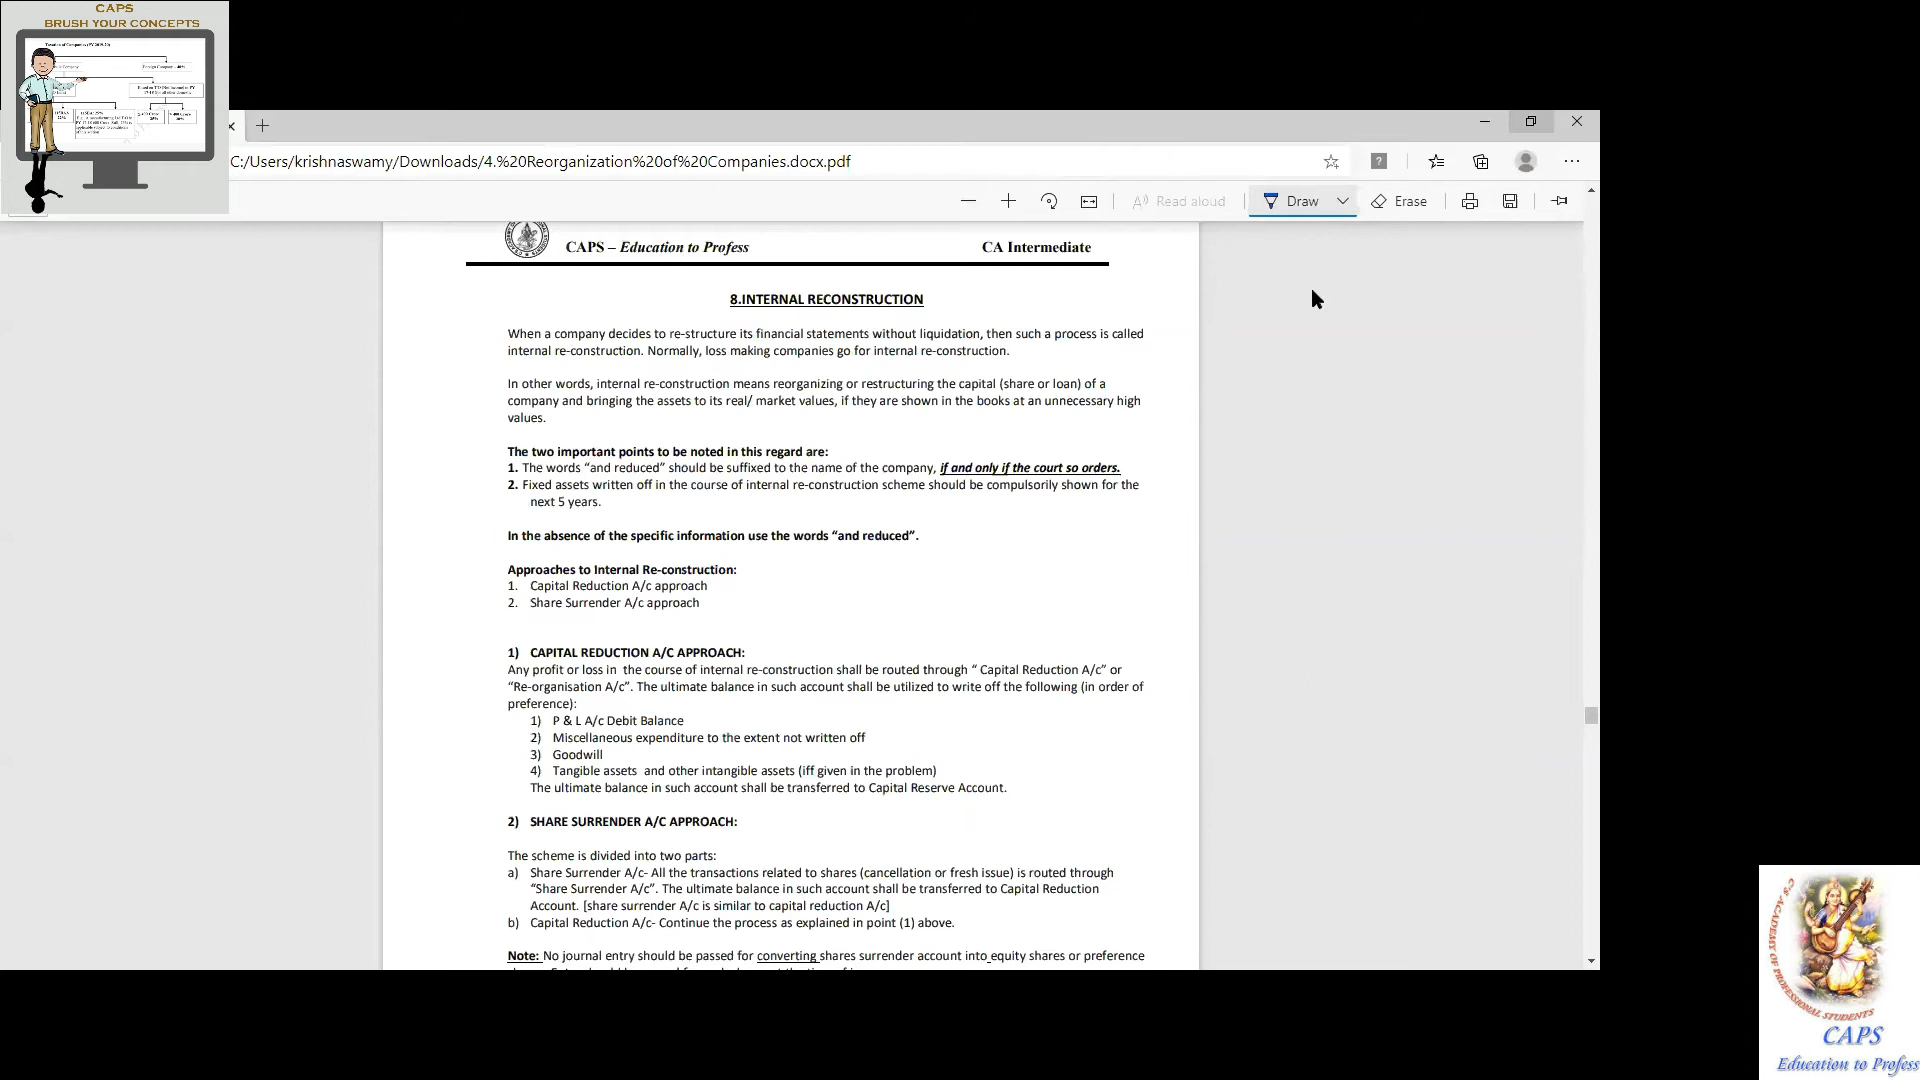 CAPS
BRUSH YOUR CONCEPTS
Taxation of Companies (FY 2019-20)
Company
Foreign Company - 40%
C:/Users/krishnaswamy/Downloads/4.%20Reorganization%20of%20Companies.docx.pdf
Read aloud
Draw
Erase
CAPS – Education to Profess
CA Intermediate
8.INTERNAL RECONSTRUCTION
When a company decides to re-structure its financial statements without liquidation, then such a process is called
internal re-construction. Normally, loss making companies go for internal re-construction.
In other words, internal re-construction means reorganizing or restructuring the capital (share or loan) of a
company and bringing the assets to its real/ market values, if they are shown in the books at an unnecessary high
values.
The two important points to be noted in this regard are:
1. The words “and reduced” should be suffixed to the name of the company, if and only if the court so orders.
2. Fixed assets written off in the course of internal re-construction scheme should be compulsorily shown for the
next 5 years.
In the absence of the specific information use the words “and reduced”.
Approaches to Internal Re-construction:
1. Capital Reduction A/c approach
2. Share Surrender A/c approach
1) CAPITAL REDUCTION A/C APPROACH:
Any profit or loss in the course of internal re-construction shall be routed through “ Capital Reduction A/c” or
“Re-organisation A/c”. The ultimate balance in such account shall be utilized to write off the following (in order of
preference):
1) P & L A/c Debit Balance
2) Miscellaneous expenditure to the extent not written off
3) Goodwill
4) Tangible assets and other intangible assets (iff given in the problem)
The ultimate balance in such account shall be transferred to Capital Reserve Account.
2) SHARE SURRENDER A/C APPROACH:
The scheme is divided into two parts:
a) Share Surrender A/c- All the transactions related to shares (cancellation or fresh issue) is routed through
“Share Surrender A/c”. The ultimate balance in such account shall be transferred to Capital Reduction
Account. [share surrender A/c is similar to capital reduction A/c]
b) Capital Reduction A/c- Continue the process as explained in point (1) above.
Note: No journal entry should be passed for converting shares surrender account into equity shares or preference
C's ACADEMY OF PROFESSIONAL STUDENTS
CAPS
Education to Profess